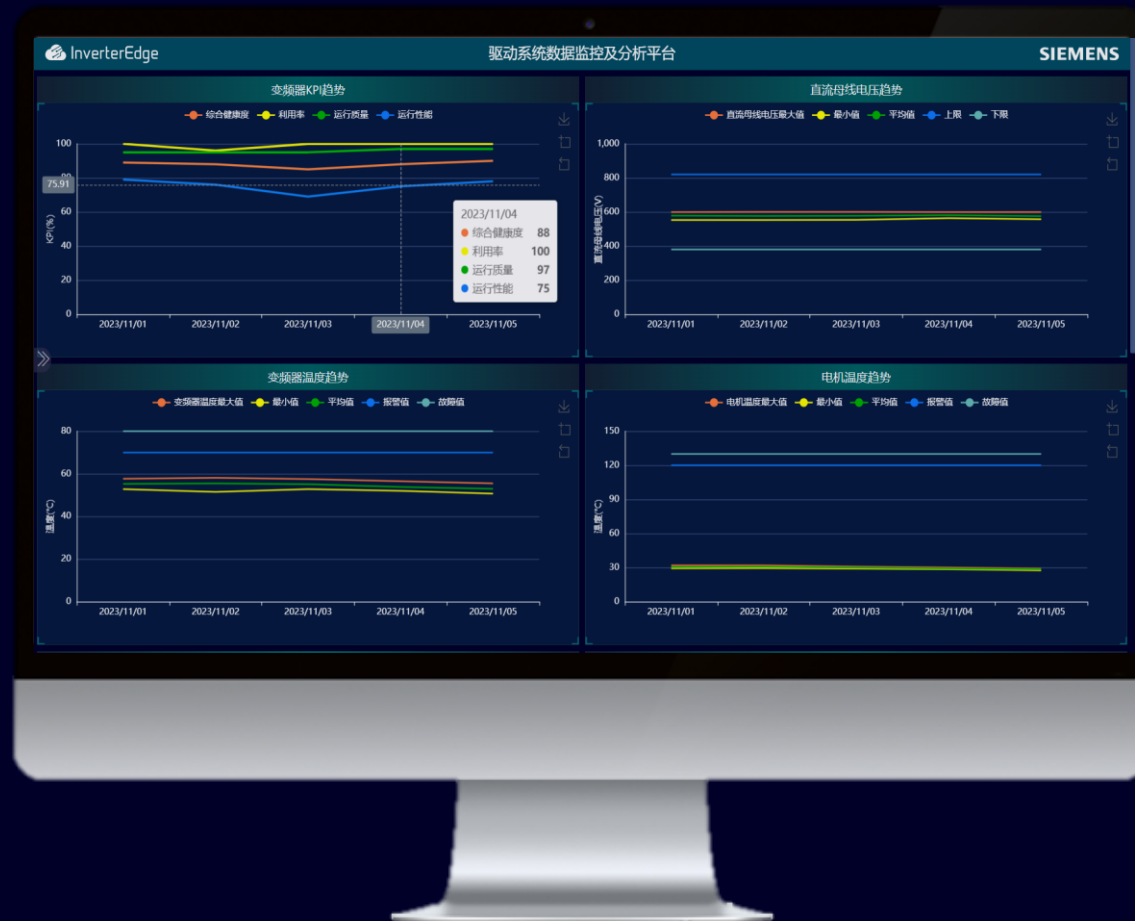 InverterEdge
驱动系统数据监控及分析平台
SIEMENS
变频器KPI趋势
综合健康度 利用率 运行质量 运行性能
KPI(%)
100
80
75.91
60
40
20
0
2023/11/01 2023/11/02 2023/11/03 2023/11/04 2023/11/05
2023/11/04
综合健康度 88
利用率 100
运行质量 97
运行性能 75
直流母线电压趋势
直流母线电压最大值 最小值 平均值 上限 下限
直流母线电压(V)
1,000
800
600
400
200
0
2023/11/01 2023/11/02 2023/11/03 2023/11/04 2023/11/05
变频器温度趋势
变频器温度最大值 最小值 平均值 报警值 故障值
温度(°C)
80
60
40
20
0
2023/11/01 2023/11/02 2023/11/03 2023/11/04 2023/11/05
电机温度趋势
电机温度最大值 最小值 平均值 报警值 故障值
温度(°C)
150
120
90
60
30
0
2023/11/01 2023/11/02 2023/11/03 2023/11/04 2023/11/05